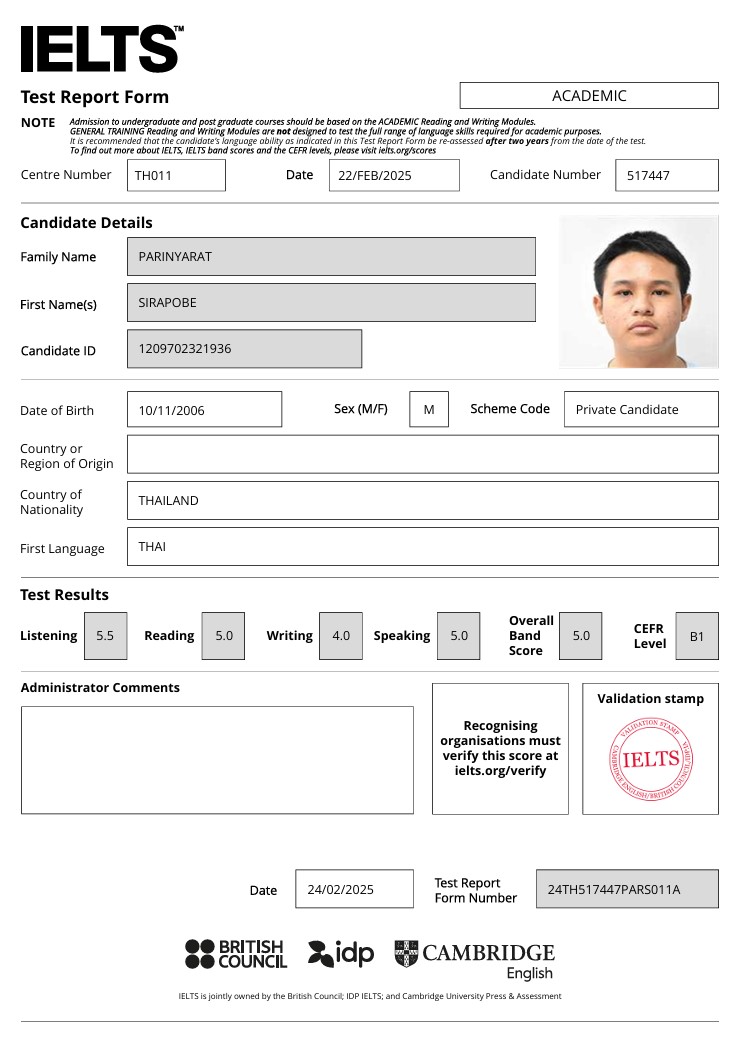 IELTS™
Test Report Form
ACADEMIC
NOTE
Admission to undergraduate and post graduate courses should be based on the ACADEMIC Reading and Writing Modules.
GENERAL TRAINING Reading and Writing Modules are not designed to test the full range of language skills required for academic purposes.
It is recommended that the candidate's language ability as indicated in this Test Report Form be re-assessed after two years from the date of the test.
To find out more about IELTS, IELTS band scores and the CEFR levels, please visit ielts.org/scores
Centre Number TH011 Date 22/FEB/2025 Candidate Number 517447
Candidate Details
Family Name PARINYARAT
First Name(s) SIRAPOBE
Candidate ID 1209702321936
Date of Birth 10/11/2006 Sex (M/F) M Scheme Code Private Candidate
Country or
Region of Origin
Country of
Nationality
THAILAND
First Language THAI
Test Results
Listening 5.5 Reading 5.0 Writing 4.0 Speaking 5.0
Overall
Band
Score
5.0
CEFR
Level
B1
Administrator Comments
Recognising
organisations must
verify this score at
ielts.org/verify
Validation stamp
VALIDATION STAMP
IELTS
CAMBRIDGE ENGLISH/BRITISH COUNCIL/IDP:IA
Date 24/02/2025
Test Report
Form Number
24TH517447PARS011A
BRITISH
COUNCIL
idp
CAMBRIDGE
English
IELTS is jointly owned by the British Council; IDP IELTS; and Cambridge University Press & Assessment